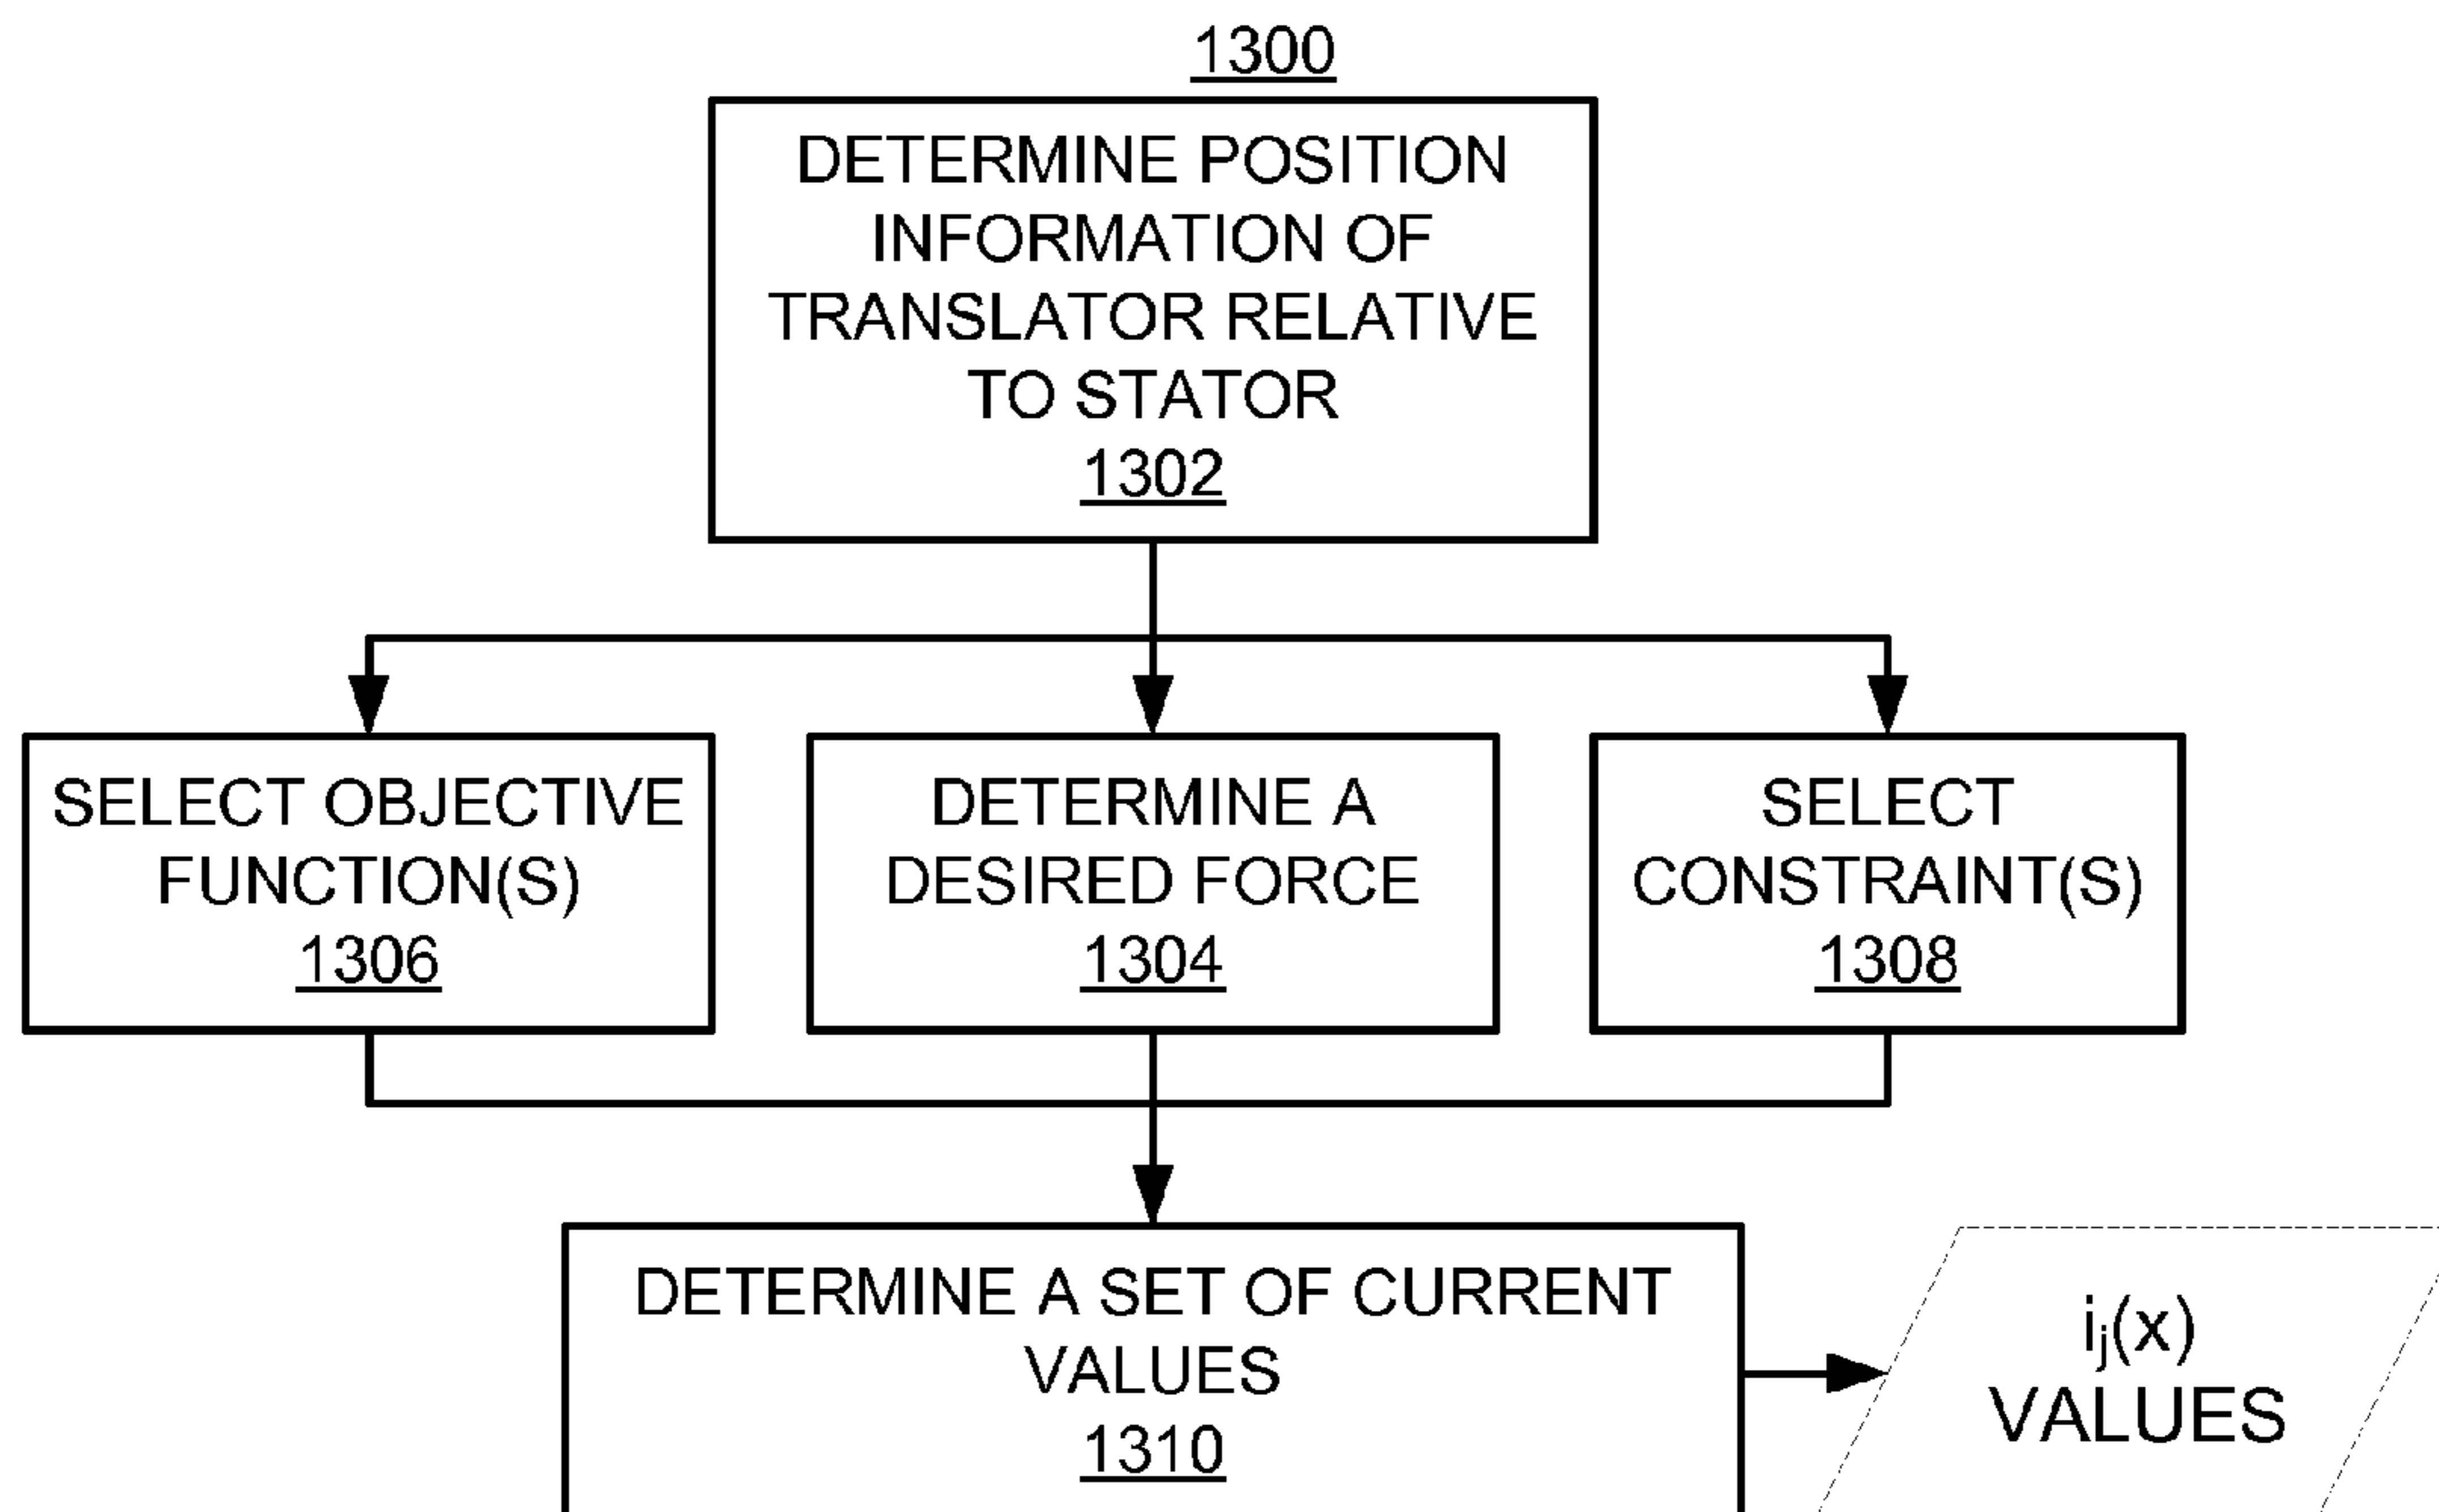 1300
DETERMINE POSITION
INFORMATION OF
TRANSLATOR RELATIVE
TO STATOR
1302
SELECT OBJECTIVE
FUNCTION(S)
1306
DETERMINE A
DESIRED FORCE
1304
SELECT
CONSTRAINT(S)
1308
DETERMINE A SET OF CURRENT
VALUES
1310
ij(x)
VALUES